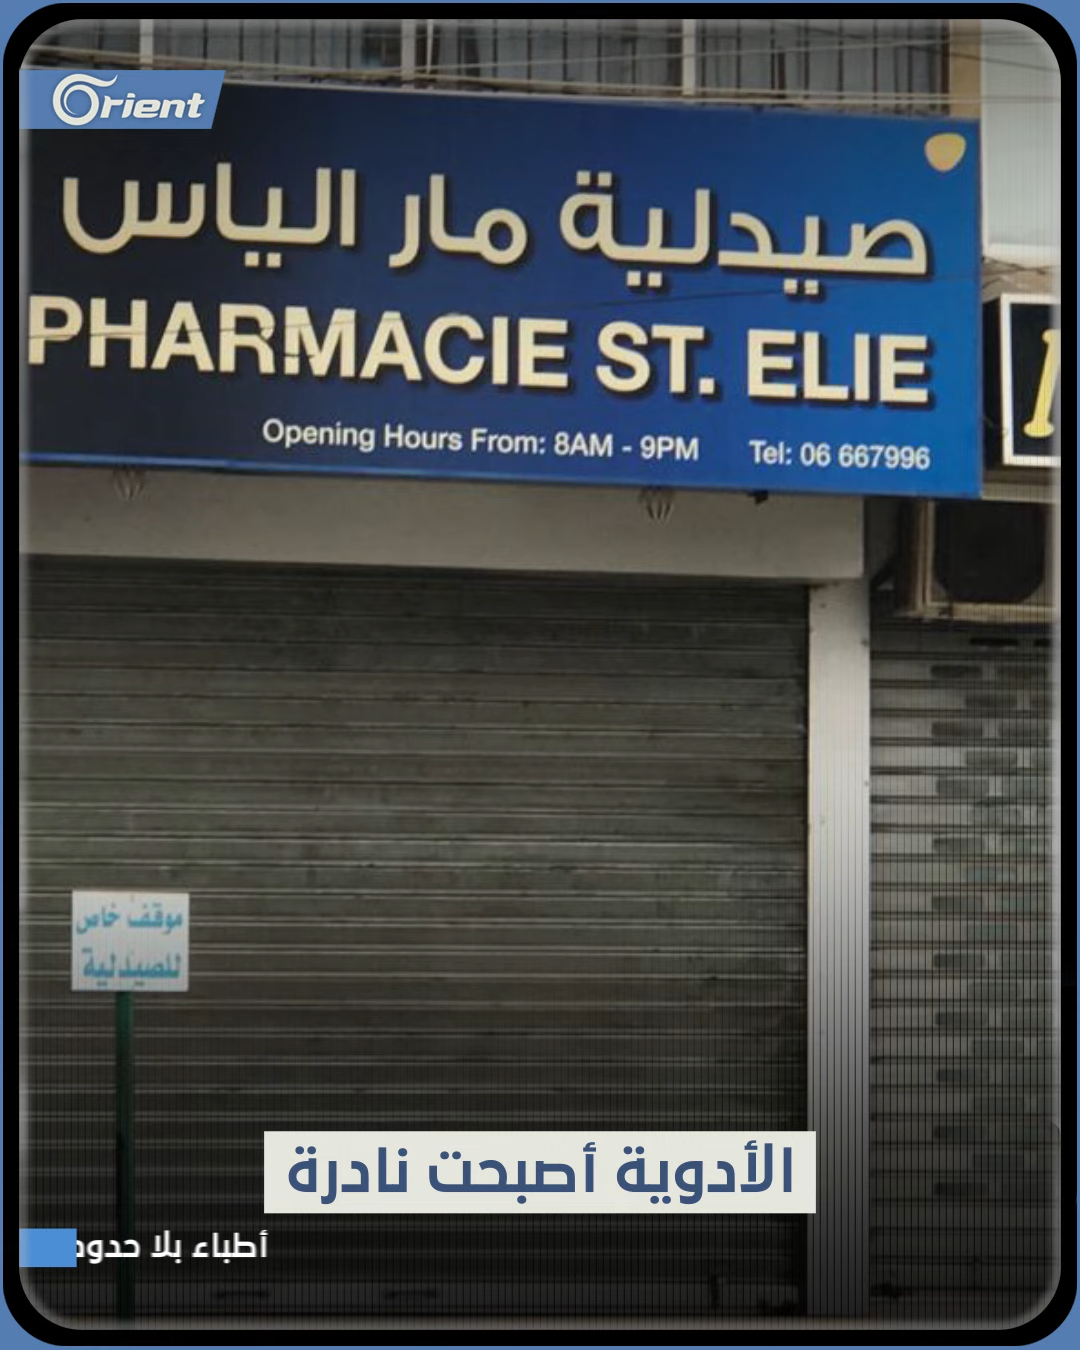 Orient
صيدلية مار الياس
PHARMACIE ST. ELIE
Opening Hours From: 8AM - 9PM Tel: 06 667996
موقف خاص
للصيدلية
الأدوية أصبحت نادرة
أطباء بلا حدود